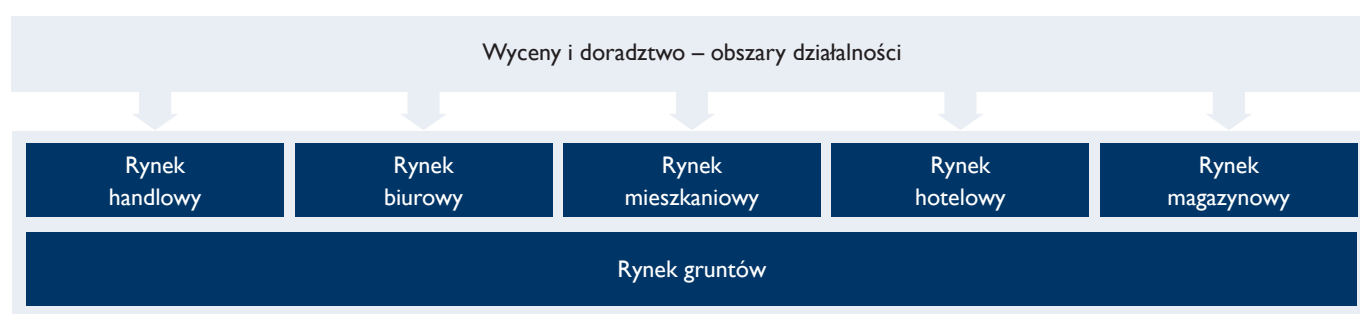 Wyceny i doradztwo – obszary działalności
Rynek
handlowy
Rynek
biurowy
Rynek
mieszkaniowy
Rynek
hotelowy
Rynek
magazynowy
Rynek gruntów